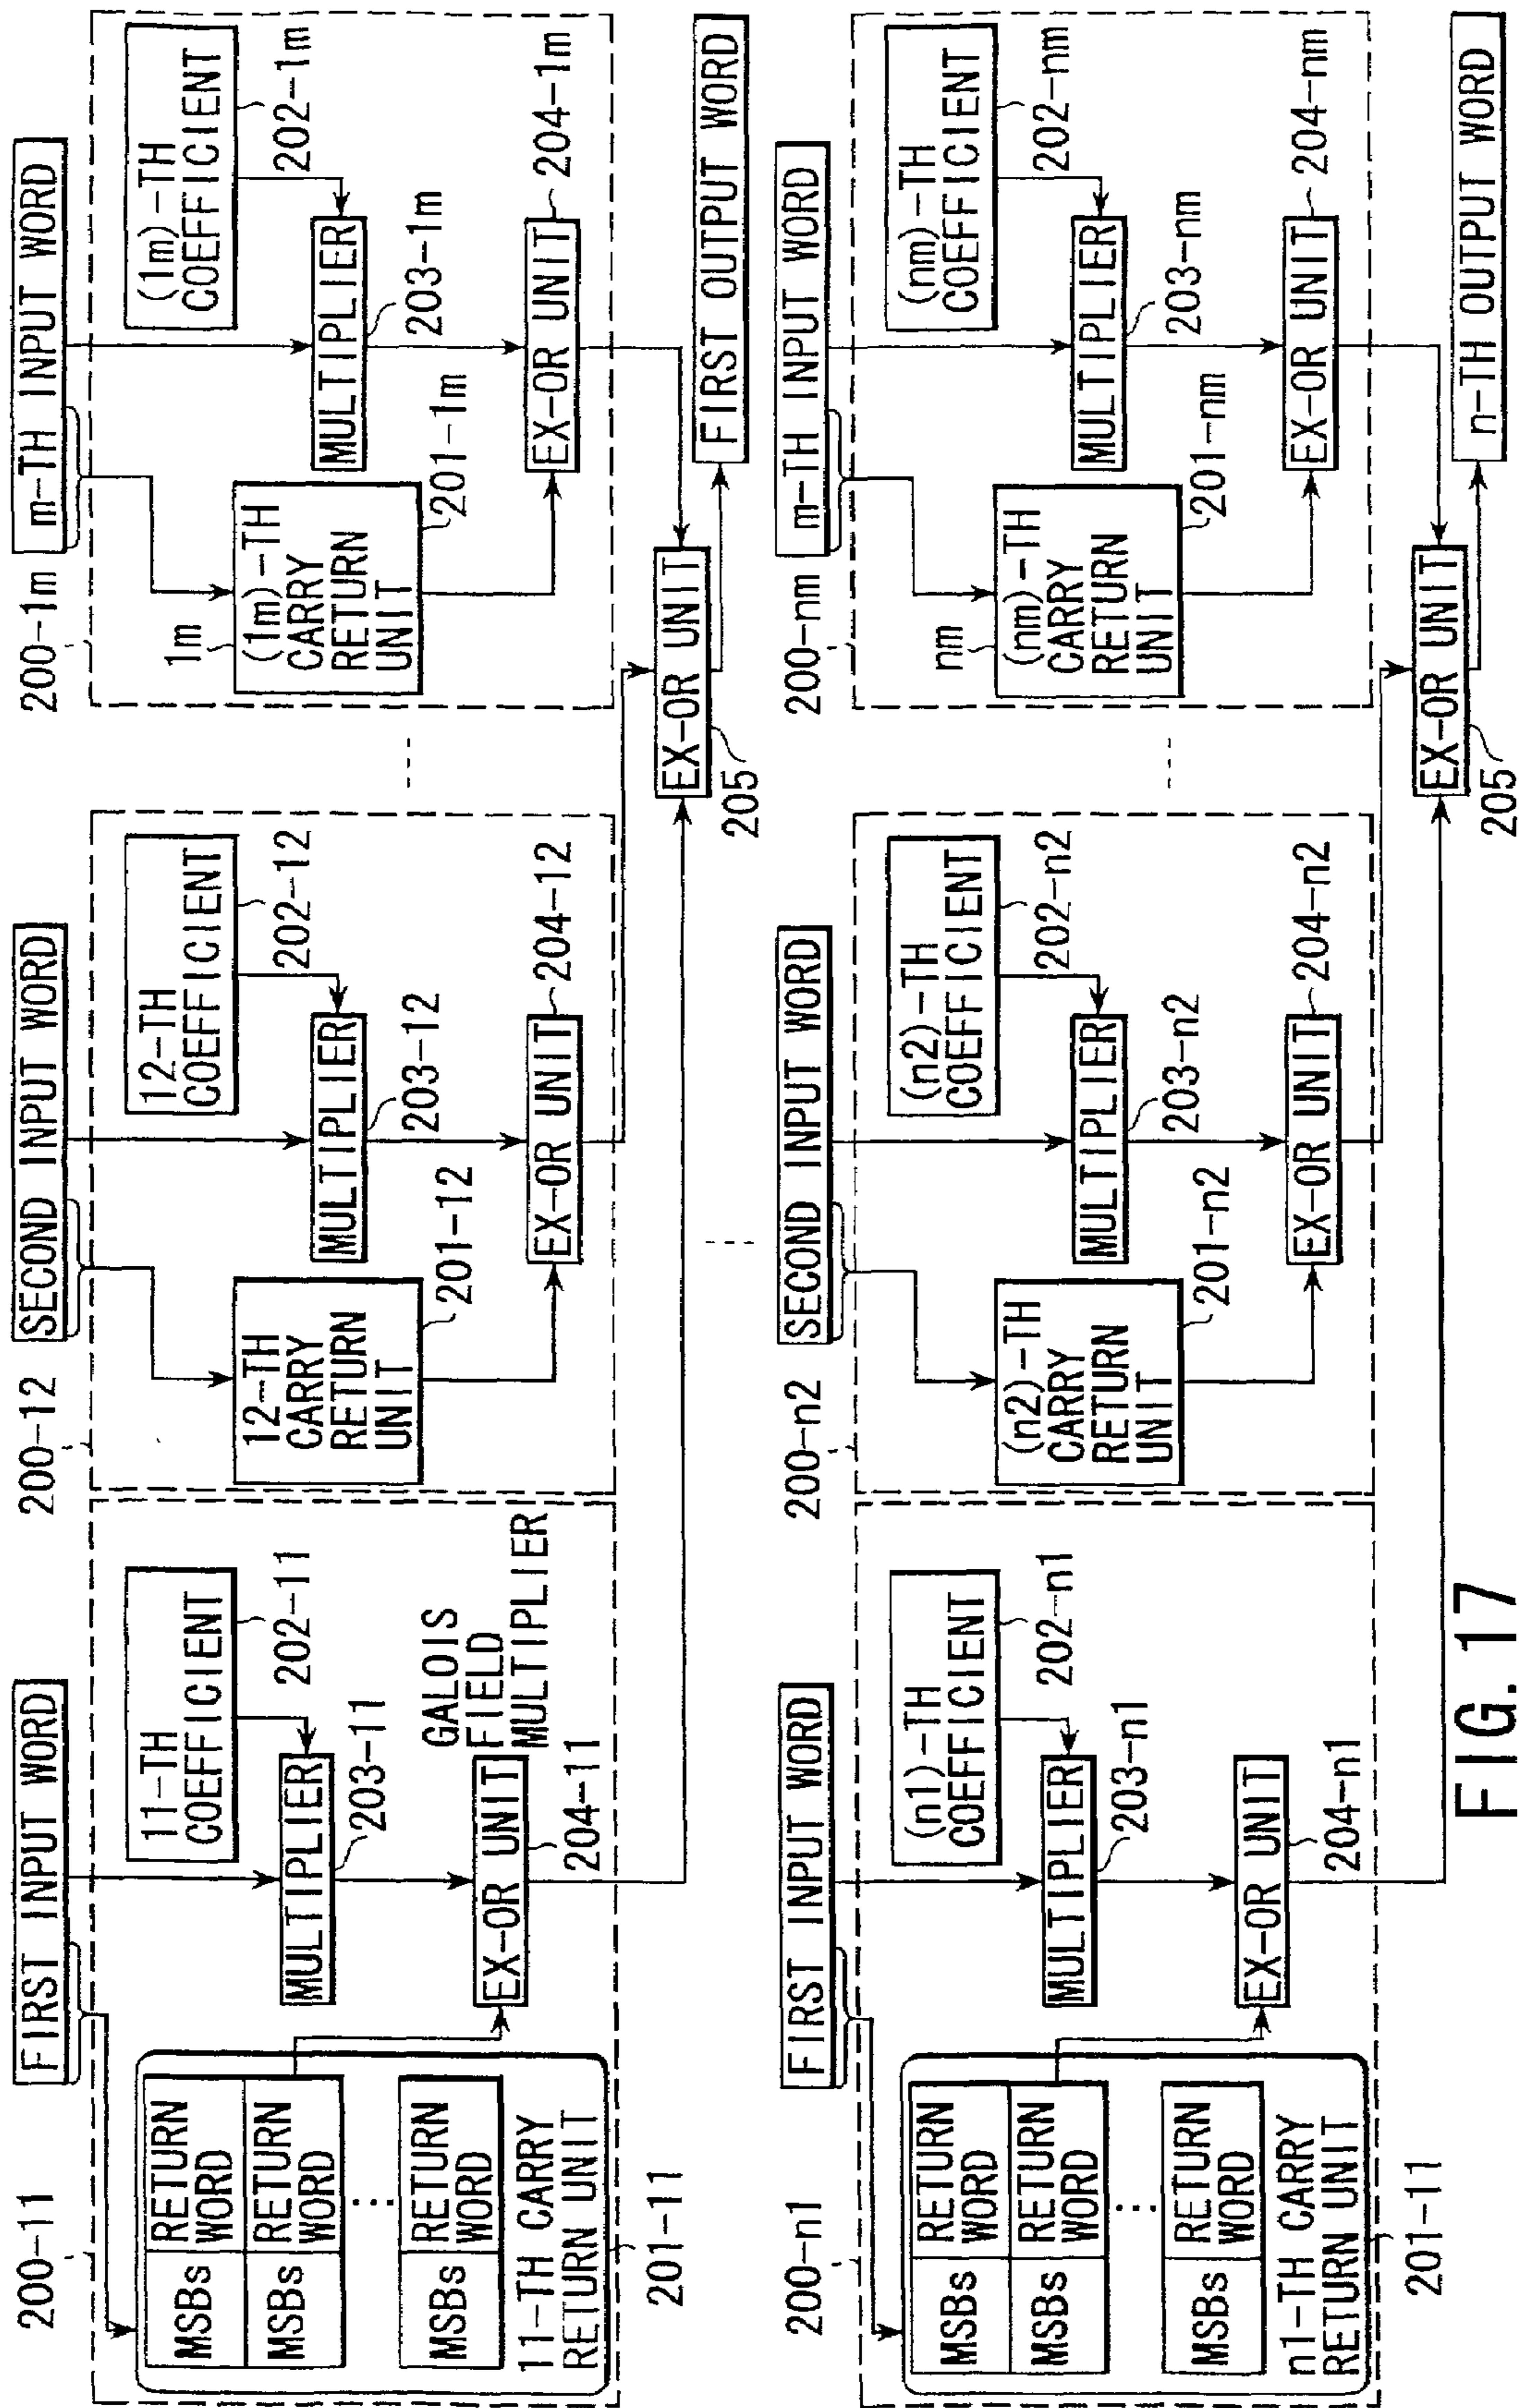 200-11
FIRST INPUT WORD
MSBs
RETURN
WORD
MSBs
RETURN
WORD
MSBs
RETURN
WORD
11-TH CARRY
RETURN UNIT
201-11
11-TH
COEFFICIENT
202-11
MULTIPLIER
203-11
GALOIS
FIELD
MULTIPLIER
EX-OR UNIT
204-11
200-12
SECOND INPUT WORD
12-TH
CARRY
RETURN
UNIT
201-12
12-TH
COEFFICIENT
202-12
MULTIPLIER
203-12
EX-OR UNIT
204-12
200-1m
m-TH INPUT WORD
1m
(1m)-TH
CARRY
RETURN
UNIT
201-1m
(1m)-TH
COEFFICIENT
202-1m
MULTIPLIER
203-1m
EX-OR UNIT
204-1m
EX-OR UNIT
205
FIRST OUTPUT WORD
200-n1
FIRST INPUT WORD
MSBs
RETURN
WORD
MSBs
RETURN
WORD
MSBs
RETURN
WORD
n1-TH CARRY
RETURN UNIT
201-11
(n1)-TH
COEFFICIENT
202-n1
MULTIPLIER
203-n1
EX-OR UNIT
204-n1
200-n2
SECOND INPUT WORD
(n2)-TH
CARRY
RETURN
UNIT
201-n2
(n2)-TH
COEFFICIENT
202-n2
MULTIPLIER
203-n2
EX-OR UNIT
204-n2
200-nm
m-TH INPUT WORD
nm
(nm)-TH
CARRY
RETURN
UNIT
201-nm
(nm)-TH
COEFFICIENT
202-nm
MULTIPLIER
203-nm
EX-OR UNIT
204-nm
EX-OR UNIT
205
n-TH OUTPUT WORD
FIG. 17